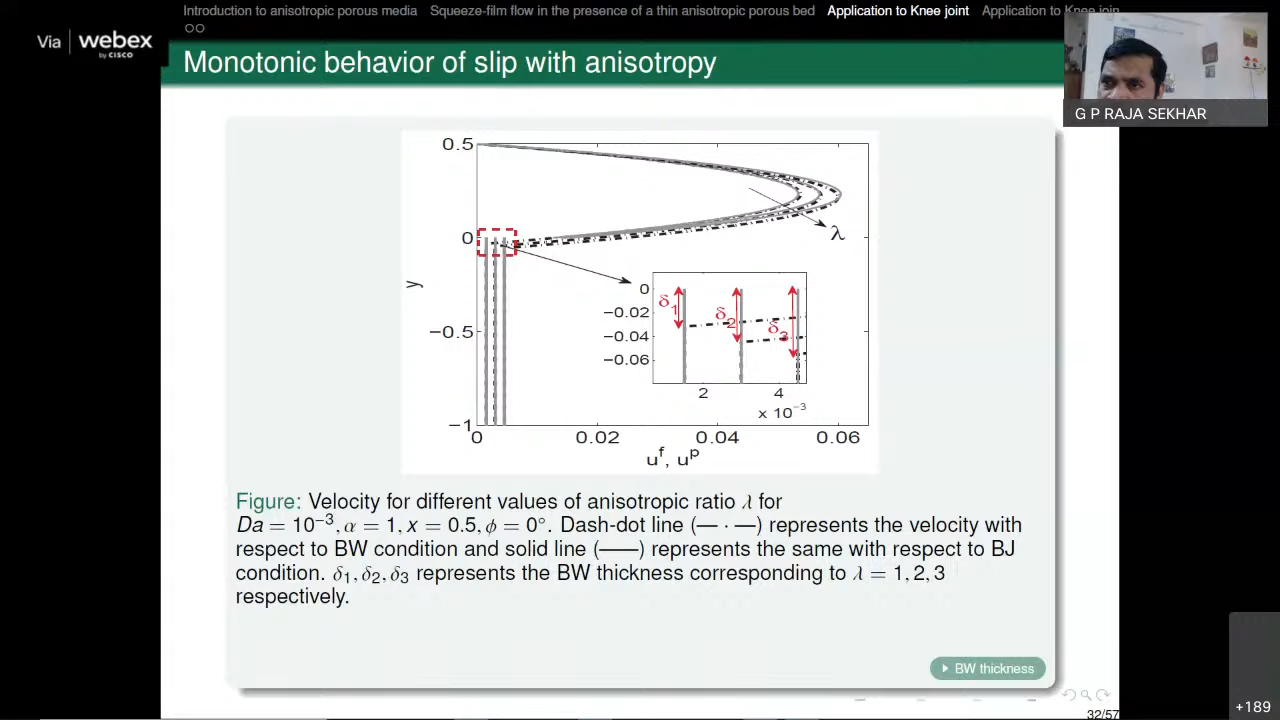 Introduction to anisotropic porous media Squeeze-film flow in the presence of a thin anisotropic porous bed Application to Knee joint Application to Knee join
Via webex
by CISCO
Monotonic behavior of slip with anisotropy
G P RAJA SEKHAR
0.5
0
−0.5
−1
y
λ
0
−0.02
−0.04
−0.06
δ1
δ2
δ3
2 4
x 10−3
0 0.02 0.04 0.06
uf, up
Figure: Velocity for different values of anisotropic ratio λ for
Da = 10−3, α = 1, x = 0.5, ϕ = 0°. Dash-dot line (— · —) represents the velocity with
respect to BW condition and solid line (——) represents the same with respect to BJ
condition. δ1, δ2, δ3 represents the BW thickness corresponding to λ = 1, 2, 3
respectively.
BW thickness
32/57
+189